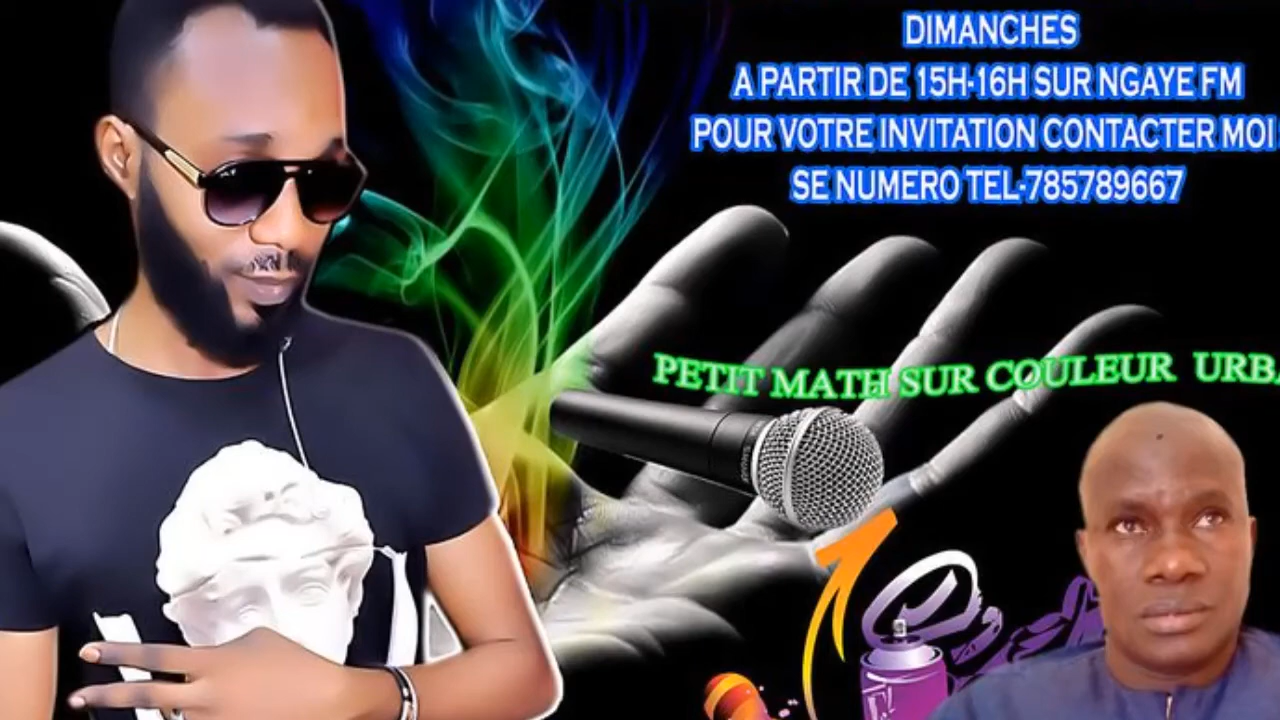 DIMANCHES
A PARTIR DE 15H-16H SUR NGAYE FM
POUR VOTRE INVITATION CONTACTER MOI
SE NUMERO TEL-785789667
PETIT MATH SUR COULEUR URBA